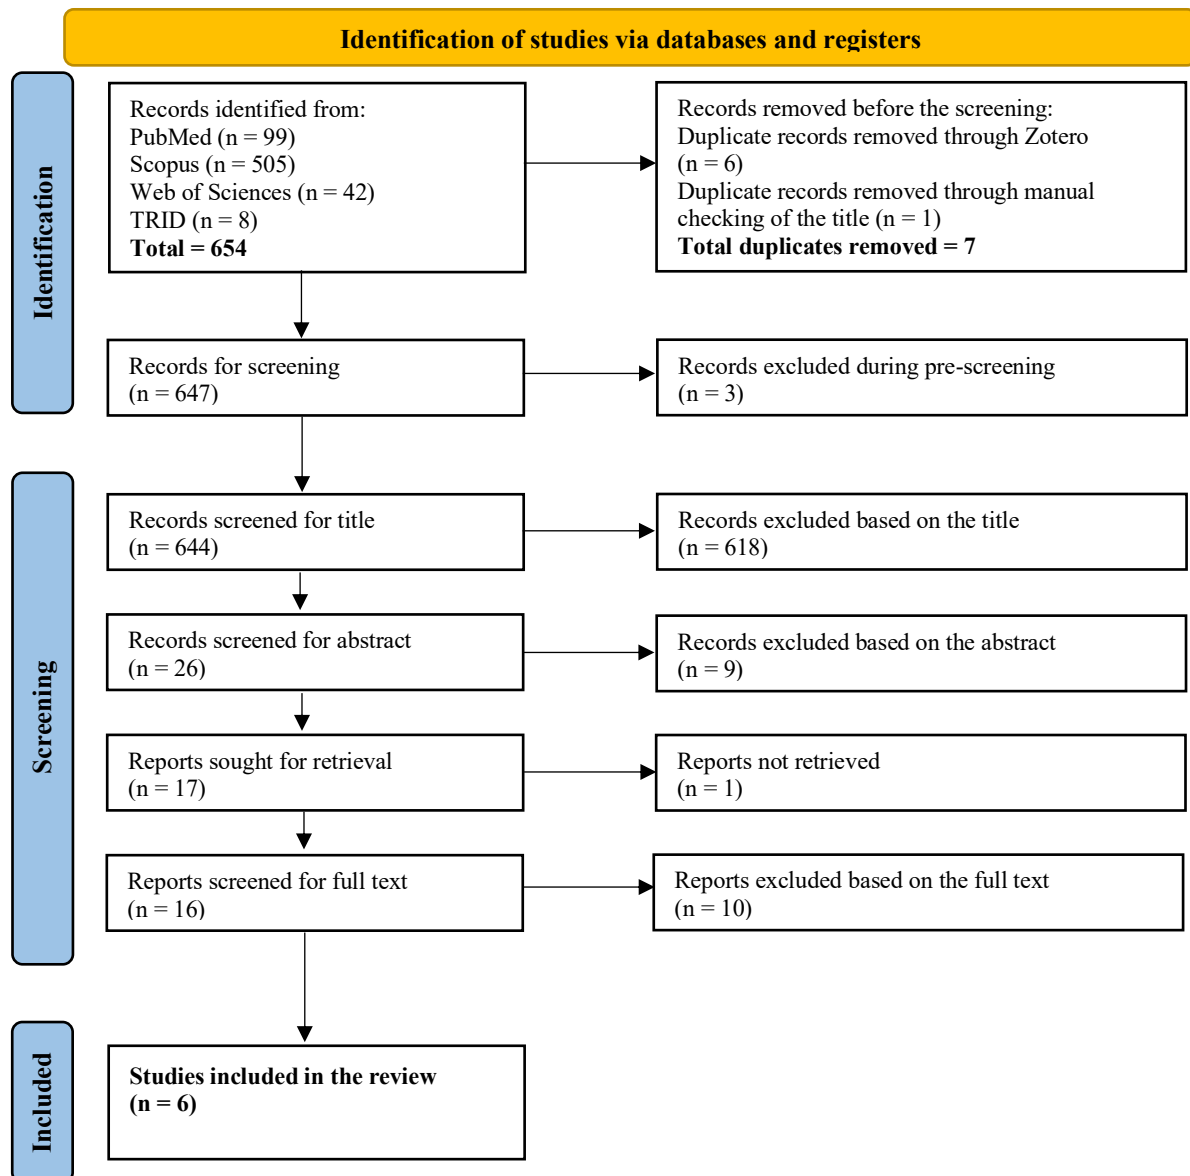 Identification of studies via databases and registers
Identification
Records identified from:
PubMed (n = 99)
Scopus (n = 505)
Web of Sciences (n = 42)
TRID (n = 8)
Total = 654
Records removed before the screening:
Duplicate records removed through Zotero
(n = 6)
Duplicate records removed through manual
checking of the title (n = 1)
Total duplicates removed = 7
Records for screening
(n = 647)
Records excluded during pre-screening
(n = 3)
Screening
Records screened for title
(n = 644)
Records excluded based on the title
(n = 618)
Records screened for abstract
(n = 26)
Records excluded based on the abstract
(n = 9)
Reports sought for retrieval
(n = 17)
Reports not retrieved
(n = 1)
Reports screened for full text
(n = 16)
Reports excluded based on the full text
(n = 10)
Included
Studies included in the review
(n = 6)